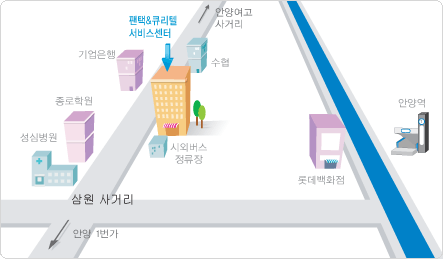 안양여고
사거리
팬택&큐리텔
서비스센터
기업은행
수협
종로학원
안양역
성심병원
시외버스
정류장
롯데백화점
삼원 사거리
안양 1번가